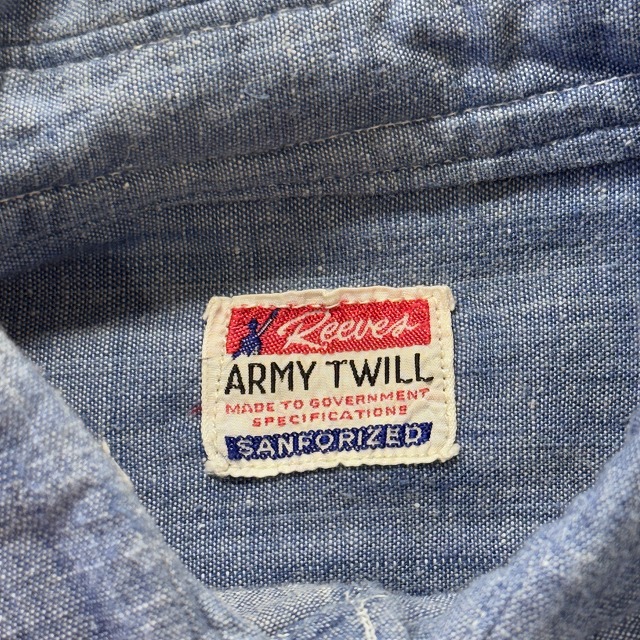 Reeves
ARMY TWILL
MADE TO GOVERNMENT
SPECIFICATIONS
SANFORIZED